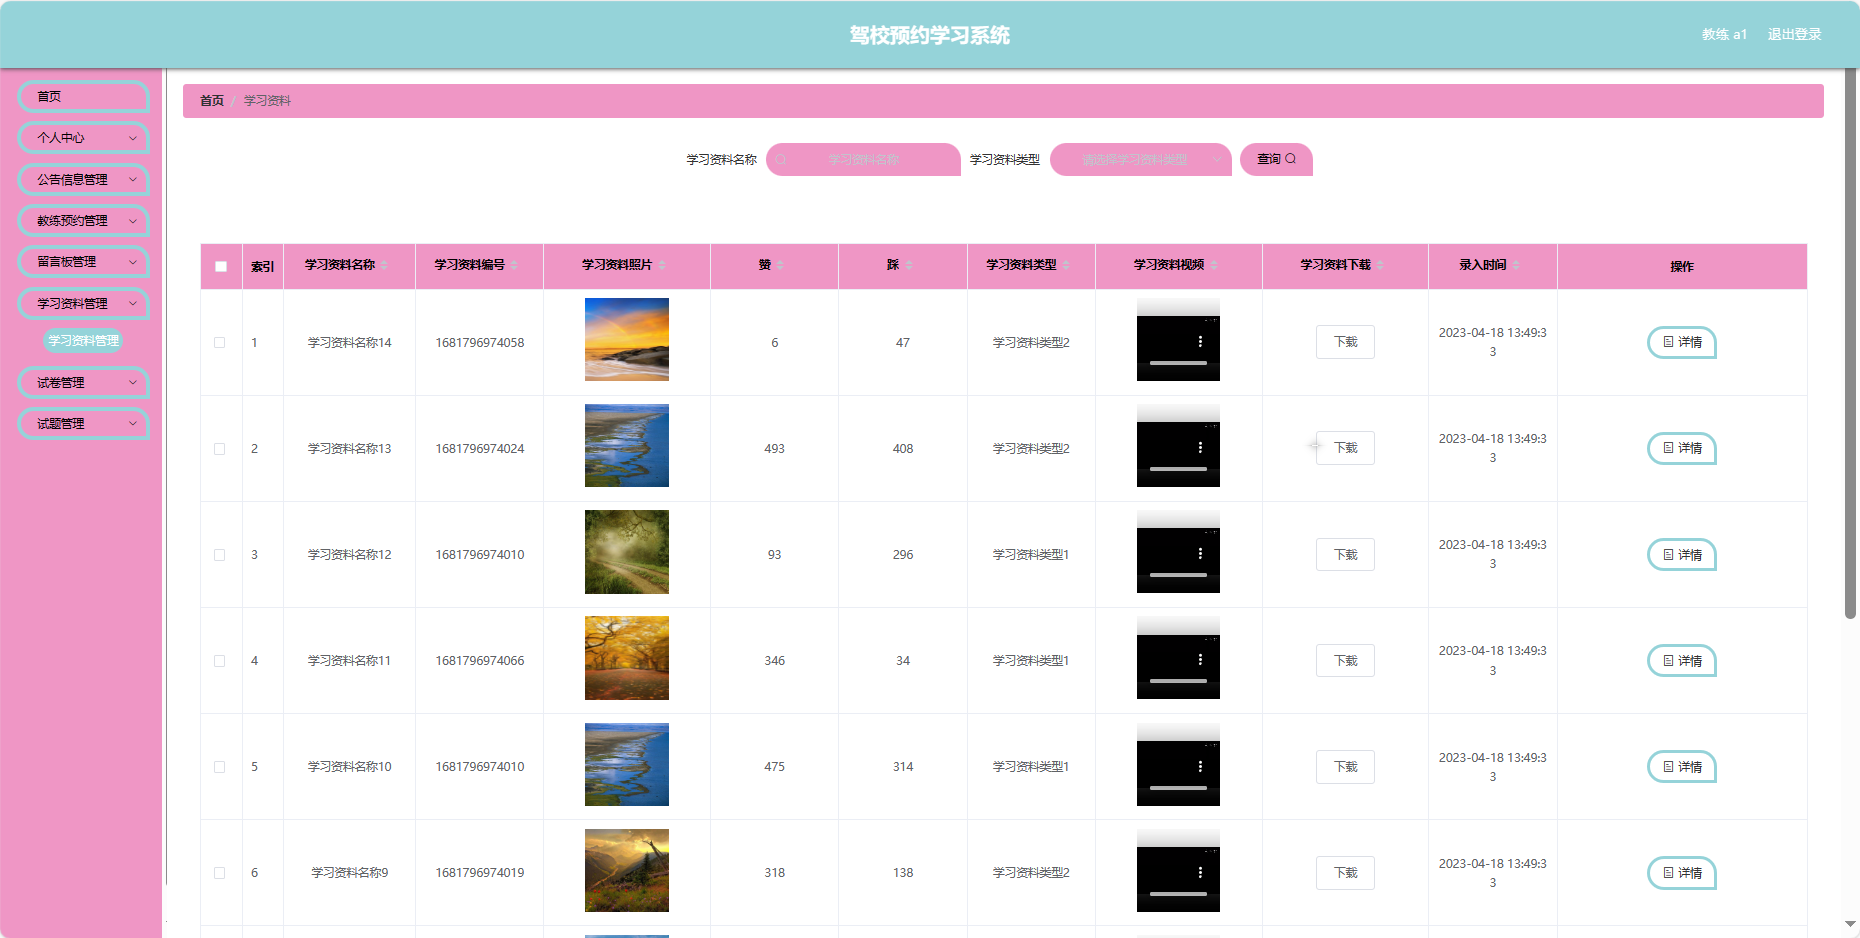 驾校预约学习系统
教练 a1 退出登录
首页
个人中心
公告信息管理
教练预约管理
留言板管理
学习资料管理
学习资料管理
试卷管理
试题管理
首页 / 学习资料
学习资料名称 学习资料名称 学习资料类型 请选择学习资料类型 查询
索引 学习资料名称 学习资料编号 学习资料照片 赞 踩 学习资料类型 学习资料视频 学习资料下载 录入时间 操作
1 学习资料名称14 1681796974058 6 47 学习资料类型2 下载 2023-04-18 13:49:3
3 详情
2 学习资料名称13 1681796974024 493 408 学习资料类型2 下载 2023-04-18 13:49:3
3 详情
3 学习资料名称12 1681796974010 93 296 学习资料类型1 下载 2023-04-18 13:49:3
3 详情
4 学习资料名称11 1681796974066 346 34 学习资料类型1 下载 2023-04-18 13:49:3
3 详情
5 学习资料名称10 1681796974010 475 314 学习资料类型1 下载 2023-04-18 13:49:3
3 详情
6 学习资料名称9 1681796974019 318 138 学习资料类型2 下载 2023-04-18 13:49:3
3 详情